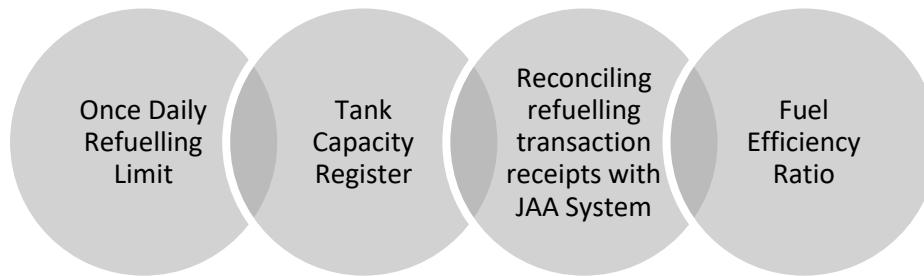 Once Daily
Refuelling
Limit
Tank
Capacity
Register
Reconciling
refuelling
transaction
receipts with
JAA System
Fuel
Efficiency
Ratio